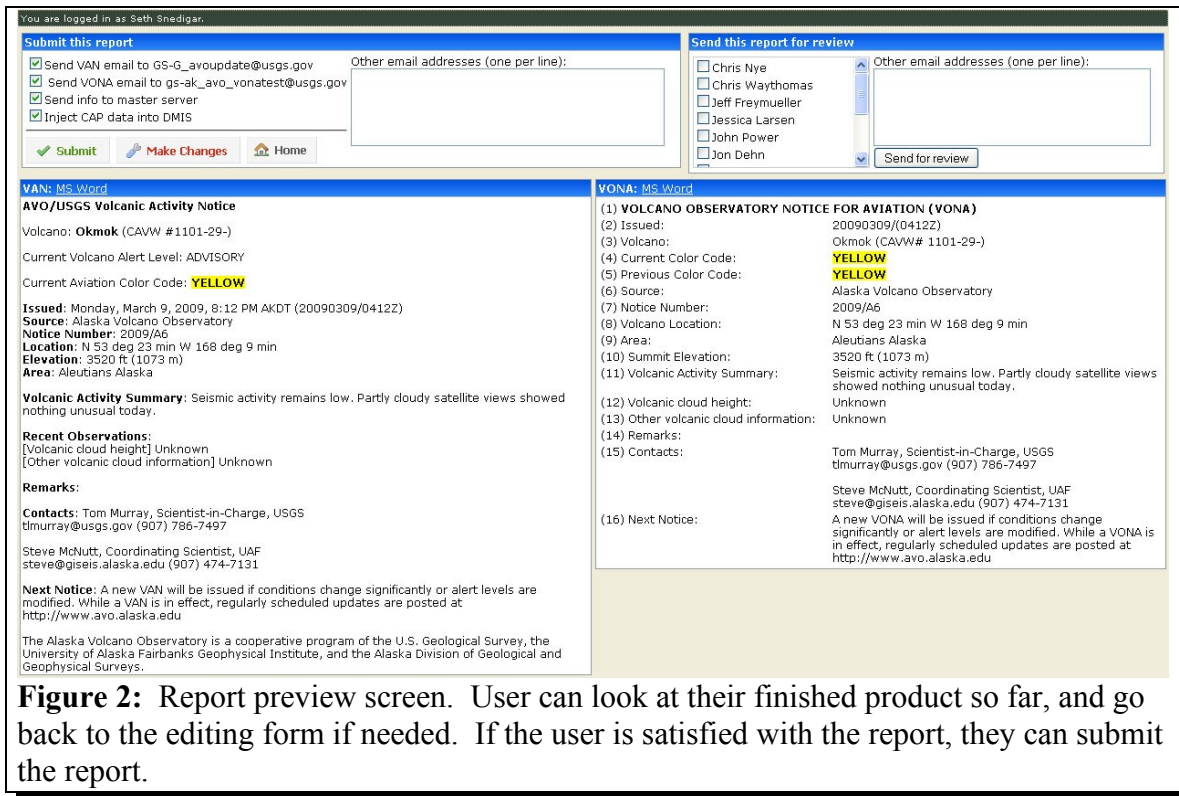 You are logged in as Seth Snedigar.
Submit this report
Send VAN email to GS-G_avoupdate@usgs.gov
Send VONA email to gs-ak_avo_vonatest@usgs.gov
Send info to master server
Inject CAP data into DMIS
Other email addresses (one per line):
Submit
Make Changes
Home
Send this report for review
Chris Nye
Chris Waythomas
Jeff Freymueller
Jessica Larsen
John Power
Jon Dehn
Other email addresses (one per line):
Send for review
VAN: MS Word
AVO/USGS Volcanic Activity Notice
Volcano: Okmok (CAVW #1101-29-)
Current Volcano Alert Level: ADVISORY
Current Aviation Color Code: YELLOW
Issued: Monday, March 9, 2009, 8:12 PM AKDT (20090309/0412Z)
Source: Alaska Volcano Observatory
Notice Number: 2009/A6
Location: N 53 deg 23 min W 168 deg 9 min
Elevation: 3520 ft (1073 m)
Area: Aleutians Alaska
Volcanic Activity Summary: Seismic activity remains low. Partly cloudy satellite views showed
nothing unusual today.
Recent Observations:
[Volcanic cloud height] Unknown
[Other volcanic cloud information] Unknown
Remarks:
Contacts: Tom Murray, Scientist-in-Charge, USGS
tlmurray@usgs.gov (907) 786-7497
Steve McNutt, Coordinating Scientist, UAF
steve@giseis.alaska.edu (907) 474-7131
Next Notice: A new VAN will be issued if conditions change significantly or alert levels are
modified. While a VAN is in effect, regularly scheduled updates are posted at
http://www.avo.alaska.edu
The Alaska Volcano Observatory is a cooperative program of the U.S. Geological Survey, the
University of Alaska Fairbanks Geophysical Institute, and the Alaska Division of Geological and
Geophysical Surveys.
VONA: MS Word
(1) VOLCANO OBSERVATORY NOTICE FOR AVIATION (VONA)
(2) Issued: 20090309/(0412Z)
(3) Volcano: Okmok (CAVW# 1101-29-)
(4) Current Color Code: YELLOW
(5) Previous Color Code: YELLOW
(6) Source: Alaska Volcano Observatory
(7) Notice Number: 2009/A6
(8) Volcano Location: N 53 deg 23 min W 168 deg 9 min
(9) Area: Aleutians Alaska
(10) Summit Elevation: 3520 ft (1073 m)
(11) Volcanic Activity Summary: Seismic activity remains low. Partly cloudy satellite views
showed nothing unusual today.
(12) Volcanic cloud height: Unknown
(13) Other volcanic cloud information: Unknown
(14) Remarks:
(15) Contacts: Tom Murray, Scientist-in-Charge, USGS
tlmurray@usgs.gov (907) 786-7497
Steve McNutt, Coordinating Scientist, UAF
steve@giseis.alaska.edu (907) 474-7131
(16) Next Notice: A new VONA will be issued if conditions change
significantly or alert levels are modified. While a VONA is
in effect, regularly scheduled updates are posted at
http://www.avo.alaska.edu
Figure 2: Report preview screen. User can look at their finished product so far, and go
back to the editing form if needed. If the user is satisfied with the report, they can submit
the report.